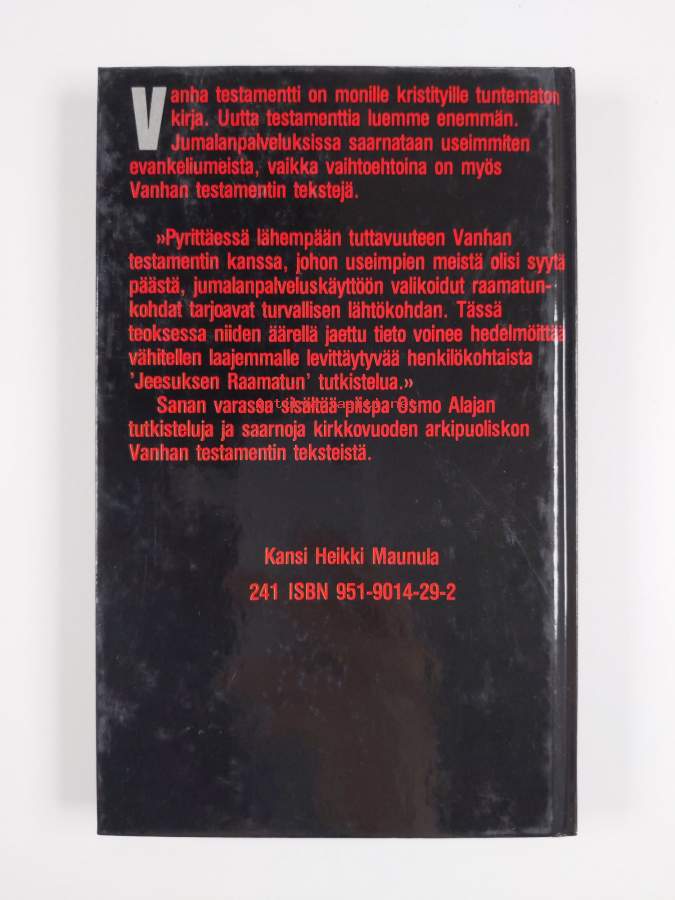 Vanha testamentti on monille kristityille tuntematon
kirja. Uutta testamenttia luemme enemmän.
Jumalanpalveluksissa saarnataan useimmiten
evankeliumeista, vaikka vaihtoehtoina on myös
Vanhan testamentin tekstejä.
»Pyrittäessä lähempään tuttavuuteen Vanhan
testamentin kanssa, johon useimpien meistä olisi syytä
päästä, jumalanpalveluskäyttöön valikoidut raamatun-
kohdat tarjoavat turvallisen lähtökohdan. Tässä
teoksessa niiden äärellä jaettu tieto voinee hedelmöittää
vähitellen laajemmalle levittäytyvää henkilökohtaista
'Jeesuksen Raamatun' tutkistelua.»
Sanan varassa sisältää piispa Osmo Alajan
tutkisteluja ja saarnoja kirkkovuoden arkipuoliskon
Vanhan testamentin teksteistä.
Kansi Heikki Maunula
241 ISBN 951-9014-29-2